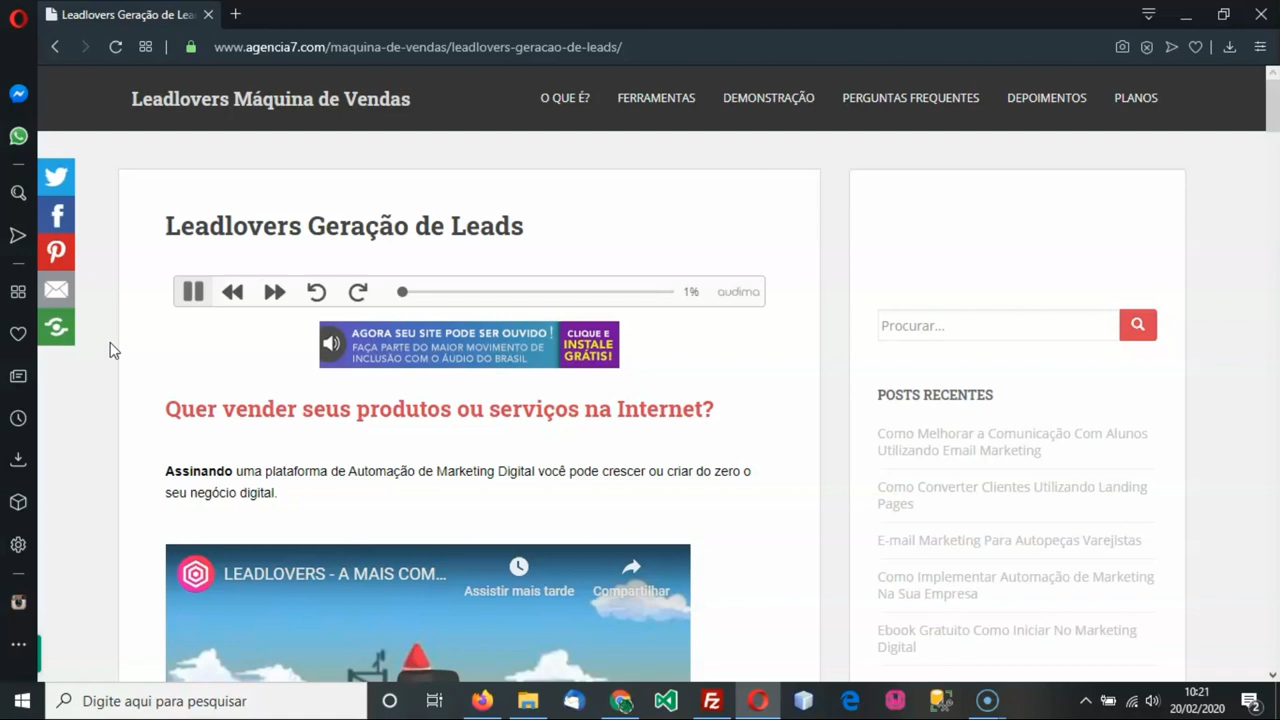 Leadlovers Geração de Lea
www.agencia7.com/maquina-de-vendas/leadlovers-geracao-de-leads/
Leadlovers Máquina de Vendas
O QUE É?
FERRAMENTAS
DEMONSTRAÇÃO
PERGUNTAS FREQUENTES
DEPOIMENTOS
PLANOS
Leadlovers Geração de Leads
1%
audima
AGORA SEU SITE PODE SER OUVIDO!
FAÇA PARTE DO MAIOR MOVIMENTO DE
INCLUSÃO COM O ÁUDIO DO BRASIL
CLIQUE E
INSTALE
GRÁTIS!
Quer vender seus produtos ou serviços na Internet?
Assinando uma plataforma de Automação de Marketing Digital você pode crescer ou criar do zero o
seu negócio digital.
LEADLOVERS - A MAIS COM...
Assistir mais tarde
Compartilhar
Procurar...
POSTS RECENTES
Como Melhorar a Comunicação Com Alunos
Utilizando Email Marketing
Como Converter Clientes Utilizando Landing
Pages
E-mail Marketing Para Autopeças Varejistas
Como Implementar Automação de Marketing
Na Sua Empresa
Ebook Gratuito Como Iniciar No Marketing
Digital
Digite aqui para pesquisar
10:21
20/02/2020
2